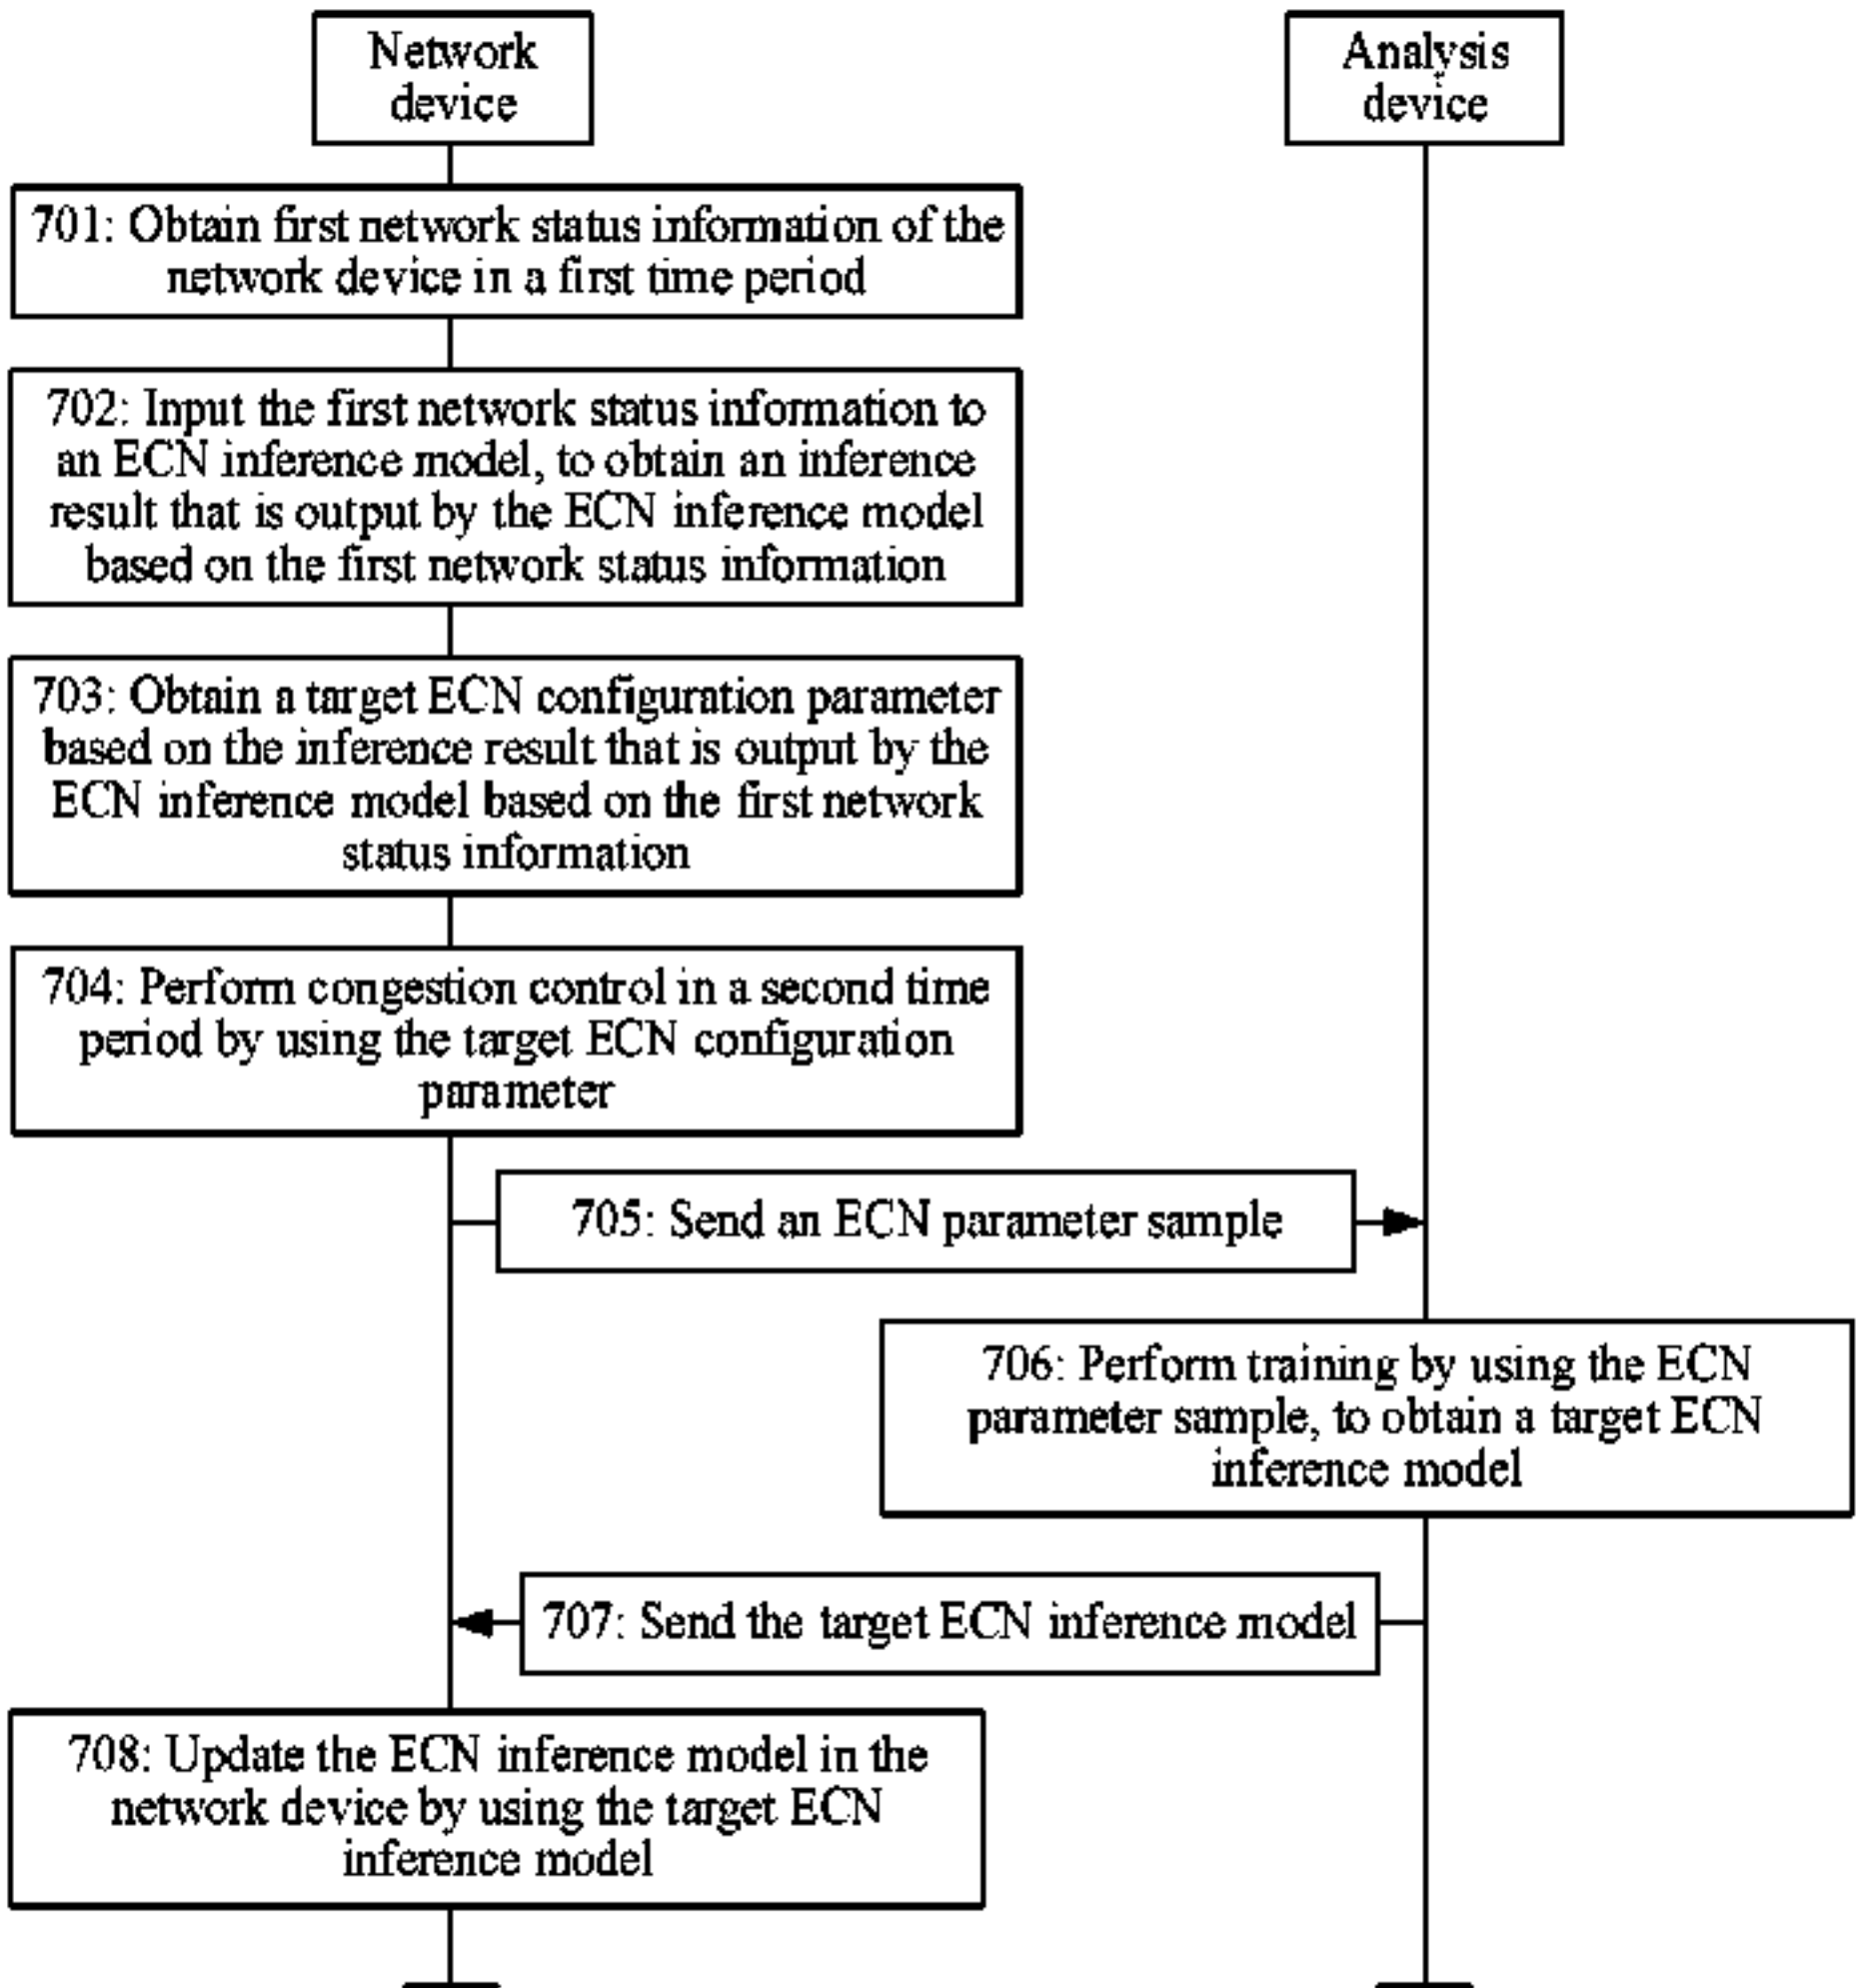 Network
device
Analysis
device
701: Obtain first network status information of the
network device in a first time period
702: Input the first network status information to
an ECN inference model, to obtain an inference
result that is output by the ECN inference model
based on the first network status information
703: Obtain a target ECN configuration parameter
based on the inference result that is output by the
ECN inference model based on the first network
status information
704: Perform congestion control in a second time
period by using the target ECN configuration
parameter
705: Send an ECN parameter sample
706: Perform training by using the ECN
parameter sample, to obtain a target ECN
inference model
707: Send the target ECN inference model
708: Update the ECN inference model in the
network device by using the target ECN
inference model